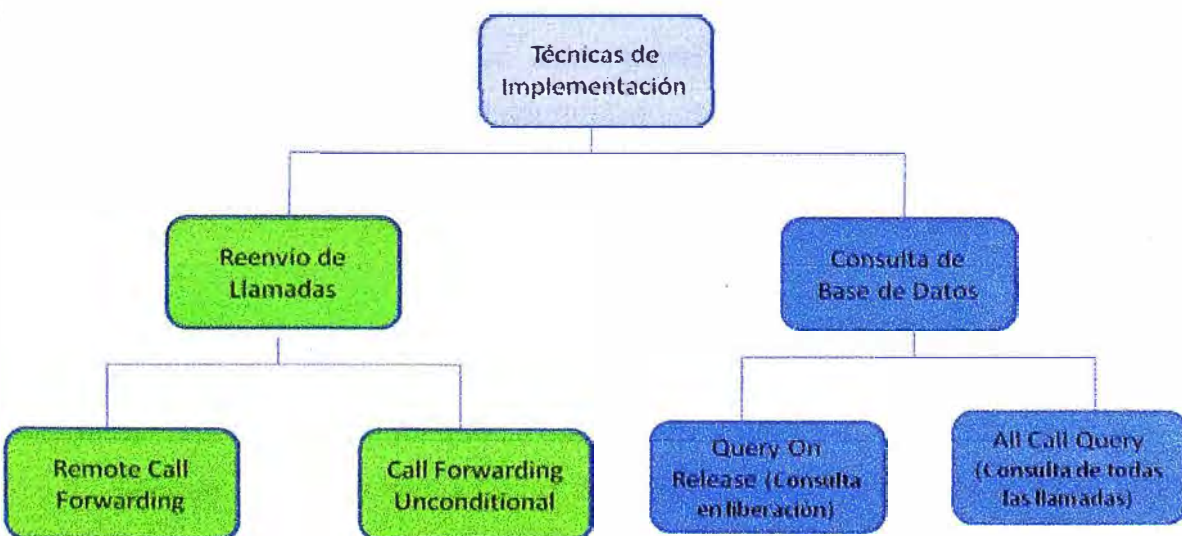 Técnicas de
Implementación
Reenvío de
Llamadas
Consulta de
Base de Datos
Remote Call
Forwarding
Call Forwarding
Unconditional
Query On
Release (Consulta
en liberación)
All Call Query
(Consulta de todas
las llamadas)